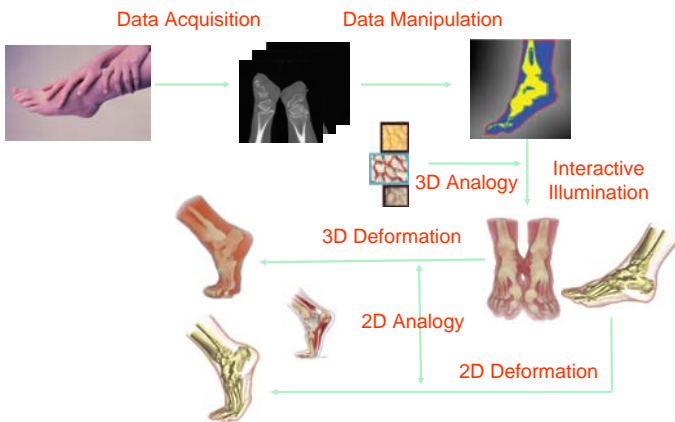 Data Acquisition
Data Manipulation
3D Analogy
Interactive
Illumination
3D Deformation
2D Analogy
2D Deformation